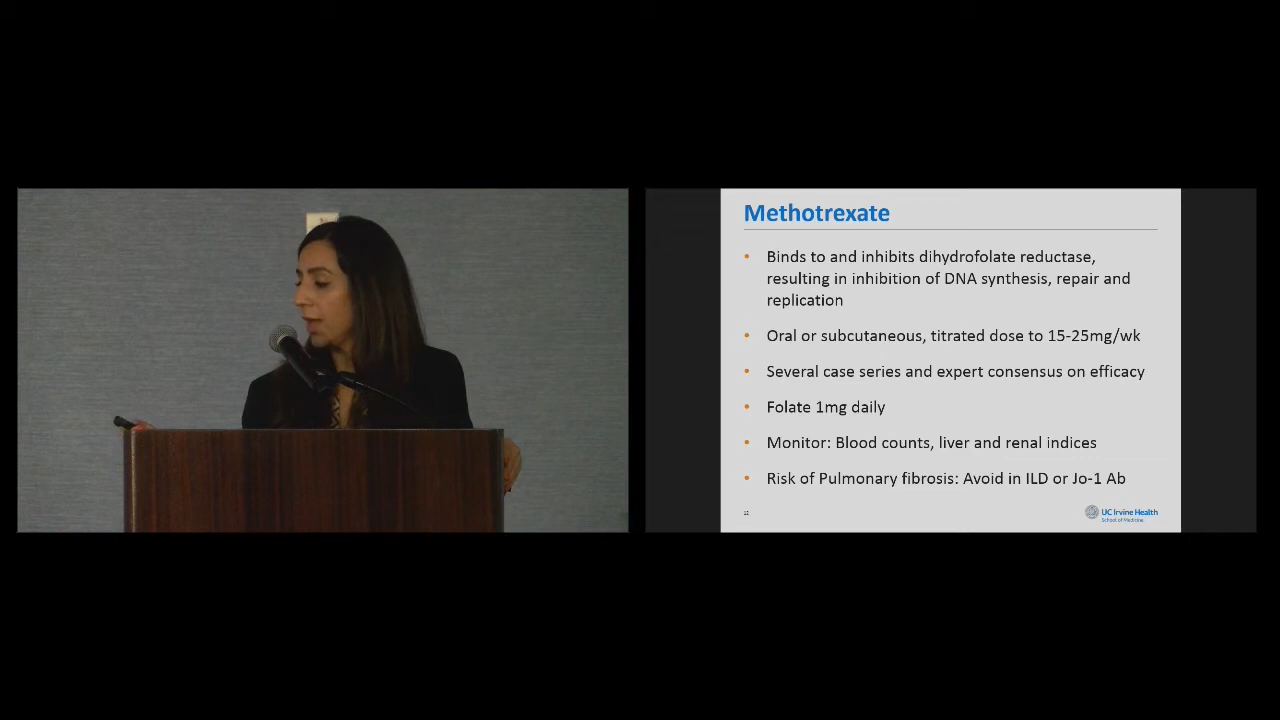 Methotrexate
• Binds to and inhibits dihydrofolate reductase,
resulting in inhibition of DNA synthesis, repair and
replication
• Oral or subcutaneous, titrated dose to 15-25mg/wk
• Several case series and expert consensus on efficacy
• Folate 1mg daily
• Monitor: Blood counts, liver and renal indices
• Risk of Pulmonary fibrosis: Avoid in ILD or Jo-1 Ab
UC Irvine Health
School of Medicine